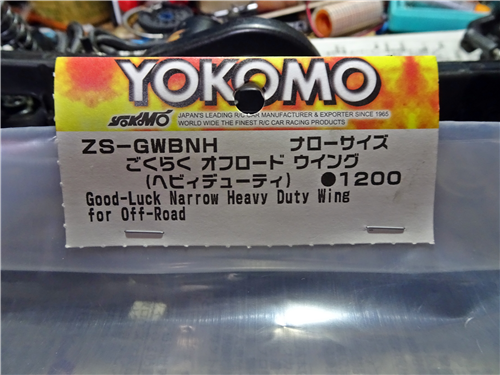 YOKOMO
YOKOMO JAPAN'S LEADING R/C CAR MANUFACTURER & EXPORTER SINCE 1965
WORLD WIDE THE FINEST R/C CAR RACING PRODUCTS
ZS-GWBNH ナローサイズ
ごくらく オフロード ウイング
(ヘビィデューティ) ●1200
Good-Luck Narrow Heavy Duty Wing
for Off-Road